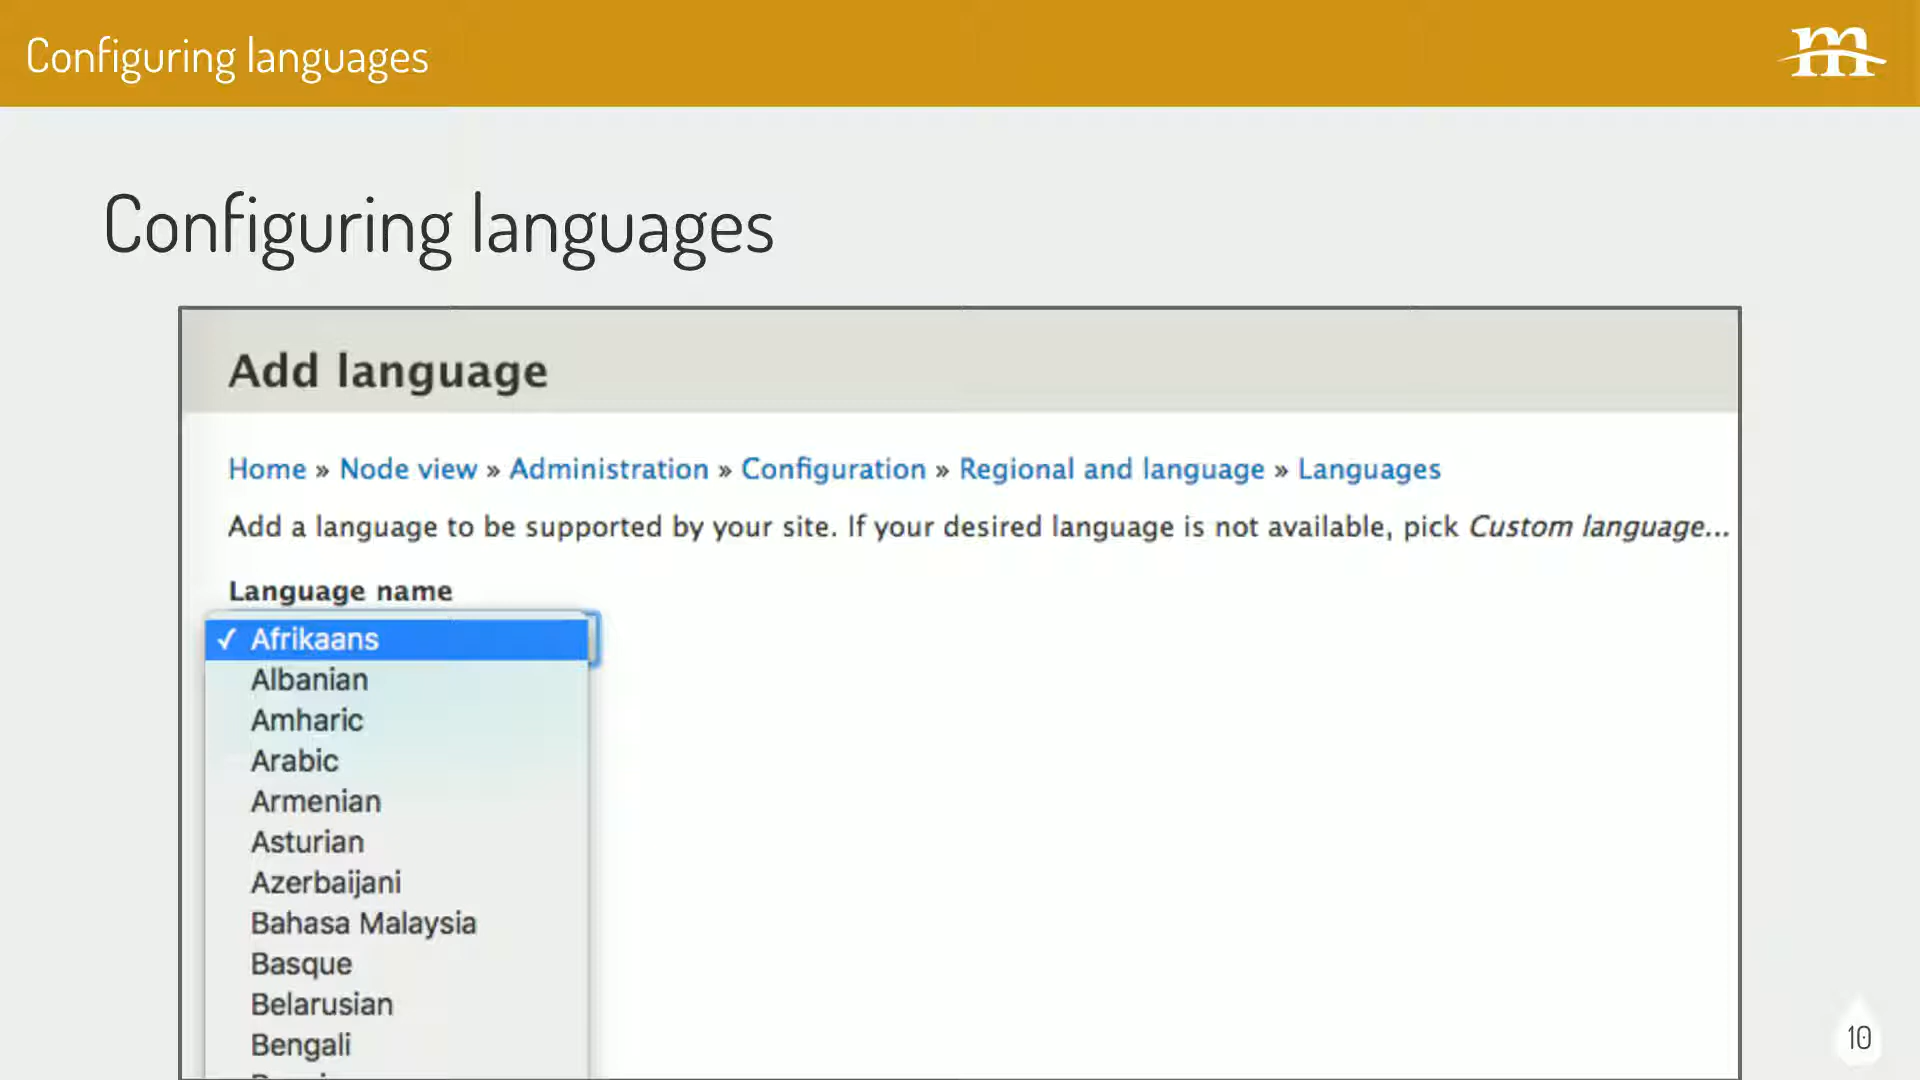 Configuring languages
m
Configuring languages
Add language
Home » Node view » Administration » Configuration » Regional and language » Languages
Add a language to be supported by your site. If your desired language is not available, pick Custom language...
Language name
✓ Afrikaans
Albanian
Amharic
Arabic
Armenian
Asturian
Azerbaijani
Bahasa Malaysia
Basque
Belarusian
Bengali
10